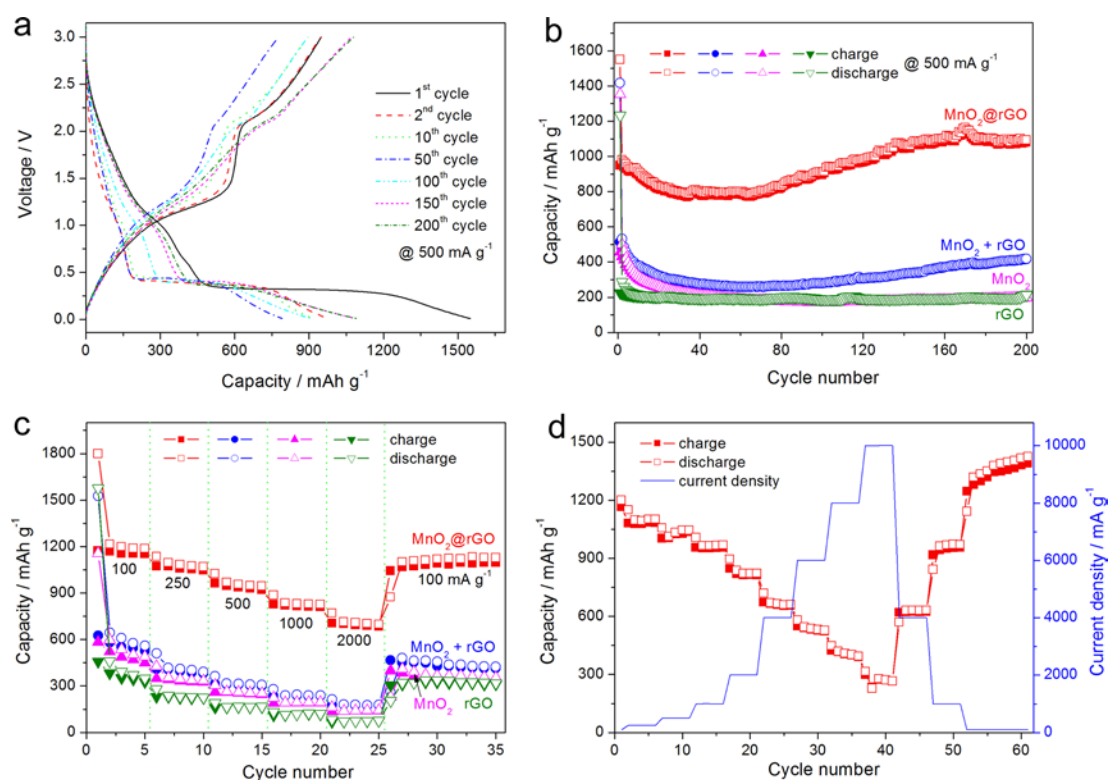 a
3.0
2.5
2.0
1.5
1.0
0.5
0.0
Voltage / V
1st cycle
2nd cycle
10th cycle
50th cycle
100th cycle
150th cycle
200th cycle
@ 500 mA g-1
0 300 600 900 1200 1500
Capacity / mAh g-1
b
1600
1400
1200
1000
800
600
400
200
0
Capacity / mAh g-1
charge
discharge
@ 500 mA g-1
MnO2@rGO
MnO2 + rGO
MnO2
rGO
0 40 80 120 160 200
Cycle number
c
1800
1500
1200
900
600
300
0
Capacity / mAh g-1
charge
discharge
MnO2@rGO
100 250 500 1000 2000 100 mA g-1
MnO2 + rGO
MnO2 rGO
0 5 10 15 20 25 30 35
Cycle number
d
1500
1200
900
600
300
0
Capacity / mAh g-1
charge
discharge
current density
10000
8000
6000
4000
2000
0
Current density / mA g-1
0 10 20 30 40 50 60
Cycle number